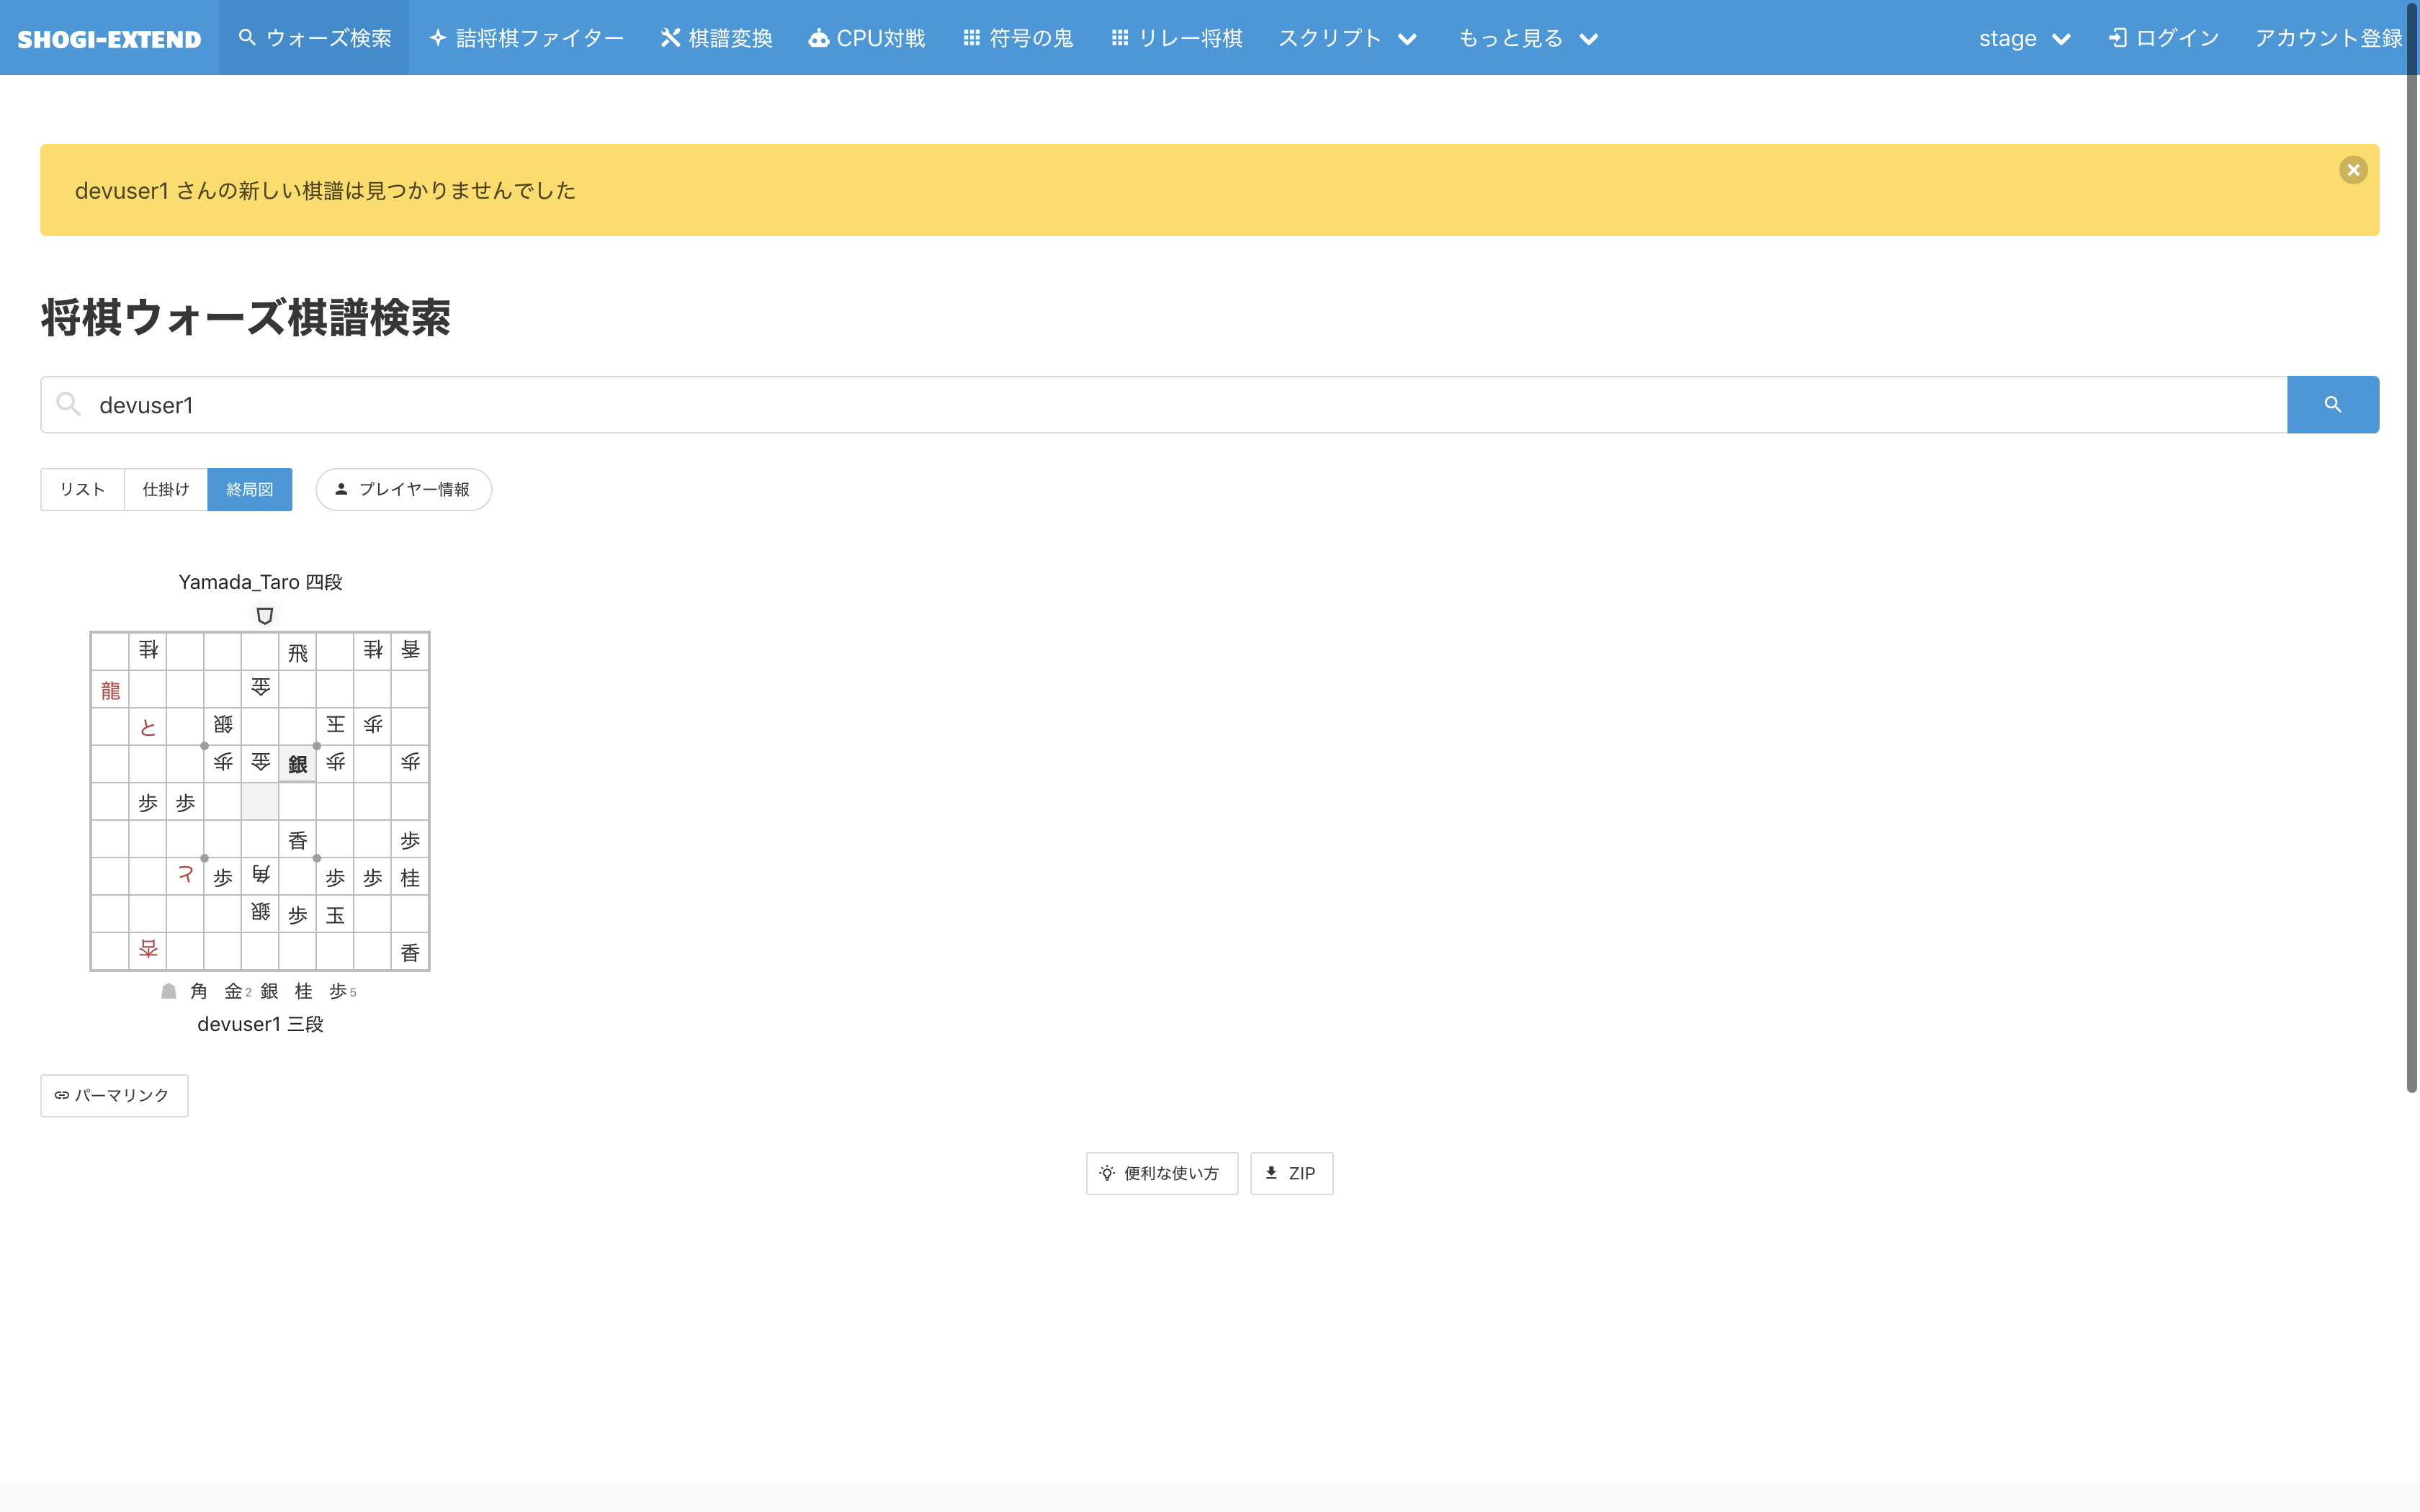 SHOGI-EXTEND ウォーズ検索 詰将棋ファイター 棋譜変換 CPU対戦 符号の鬼 リレー将棋 スクリプト もっと見る stage ログイン アカウント登録
devuser1 さんの新しい棋譜は見つかりませんでした
将棋ウォーズ棋譜検索
devuser1
リスト 仕掛け 終局図 プレイヤー情報
Yamada_Taro 四段
桂 飛 桂 香
龍 金
と 銀 王 歩
歩 金 銀 歩 歩
歩 歩
香 歩
と 歩 角 歩 歩 桂
銀 歩 玉
杏 香
角 金2 銀 桂 歩5
devuser1 三段
パーマリンク
便利な使い方 ZIP